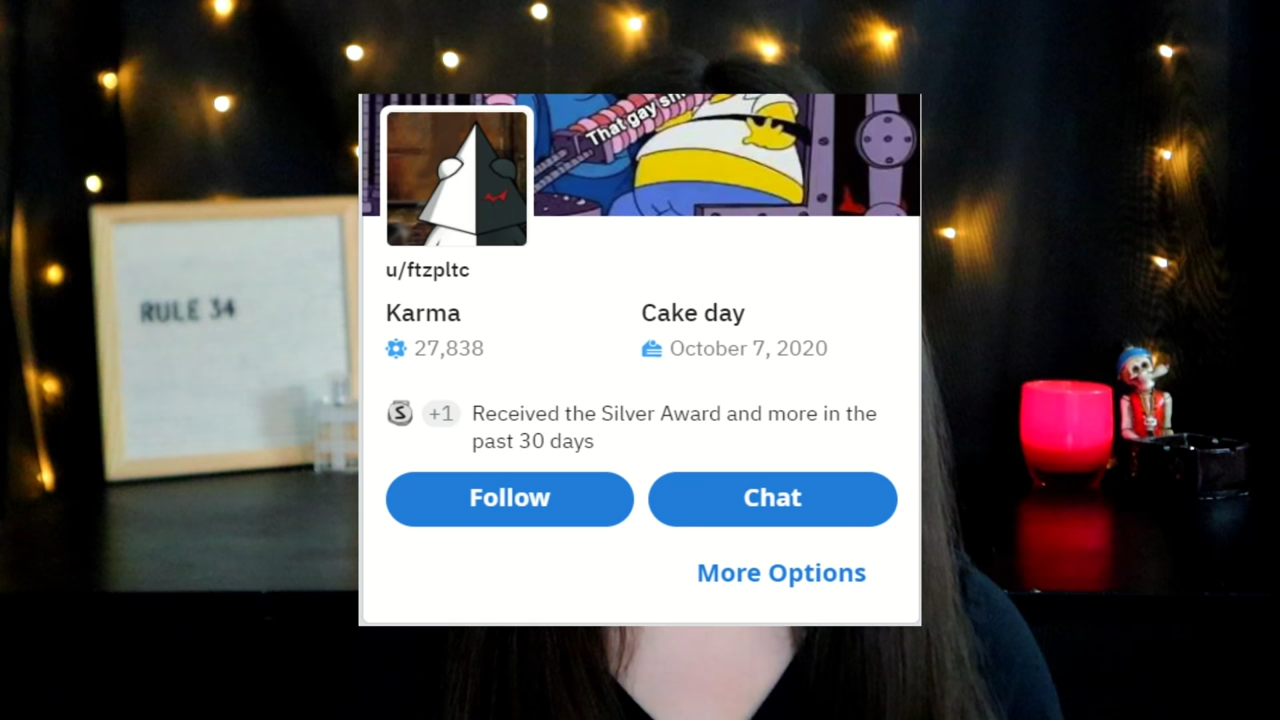 That gay
RULE 34
u/ftzpltc
Karma
Cake day
27,838
October 7, 2020
+1
Received the Silver Award and more in the
past 30 days
Follow
Chat
More Options